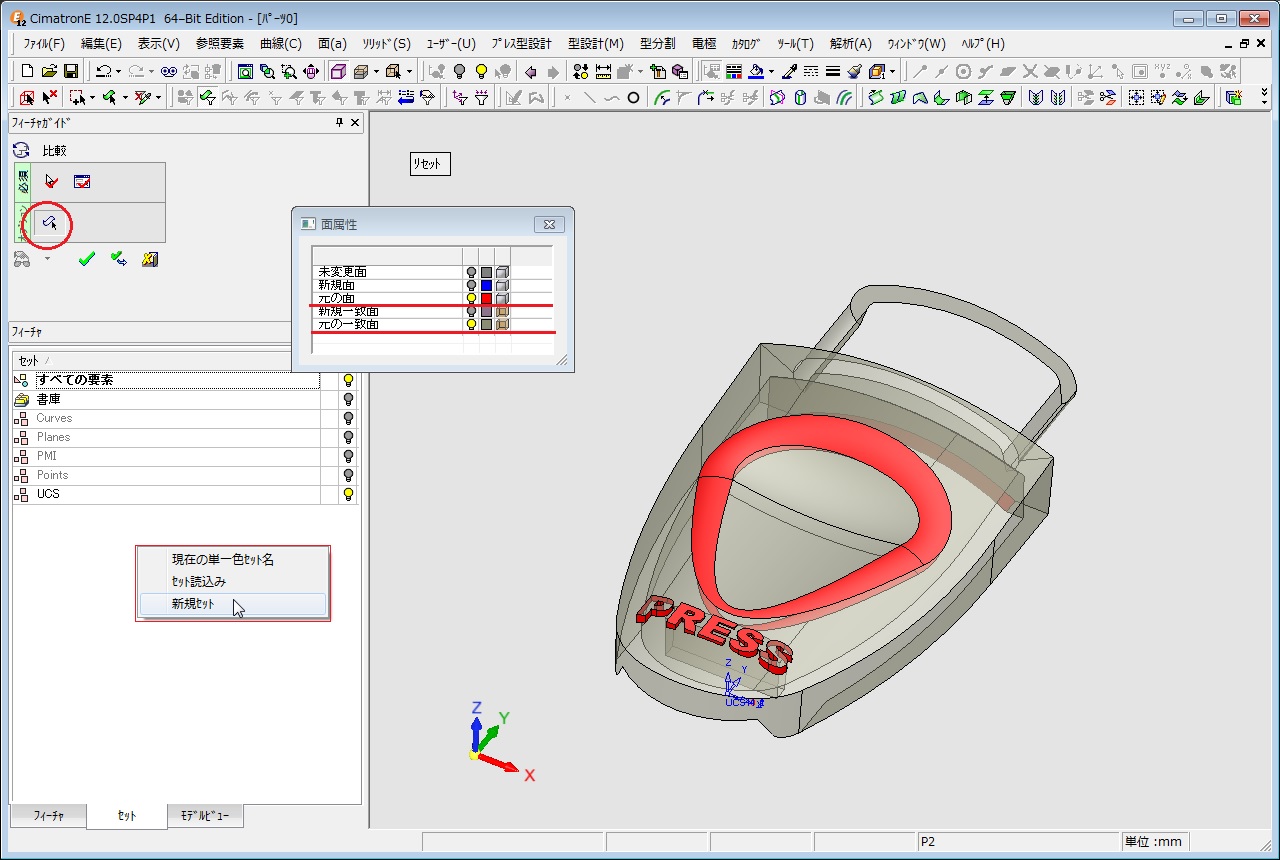 CimatronE 12.0SP4P1 64-Bit Edition - [ﾊﾟｰﾂ0]
ﾌｧｲﾙ(F) 編集(E) 表示(V) 参照要素 曲線(C) 面(a) ｿﾘｯﾄﾞ(S) ﾕｰｻﾞｰ(U) ﾌﾟﾚｽ型設計 型設計(M) 型分割 電極 ｶﾀﾛｸﾞ ﾂｰﾙ(T) 解析(A) ｳｨﾝﾄﾞｳ(W) ﾍﾙﾌﾟ(H)
ﾌｨｰﾁｬｶﾞｲﾄﾞ
比較
必須
ﾘｾｯﾄ
面属性
未変更面
新規面
元の面
新規一致面
元の一致面
ﾌｨｰﾁｬ
ｾｯﾄ
すべての要素
書庫
Curves
Planes
PMI
Points
UCS
現在の単一色ｾｯﾄ名
ｾｯﾄ読込み
新規ｾｯﾄ
PRESS
Z
Y
Z
Y
X
ﾌｨｰﾁｬ ｾｯﾄ ﾓﾃﾞﾙﾋﾞｭｰ
P2 単位 :mm